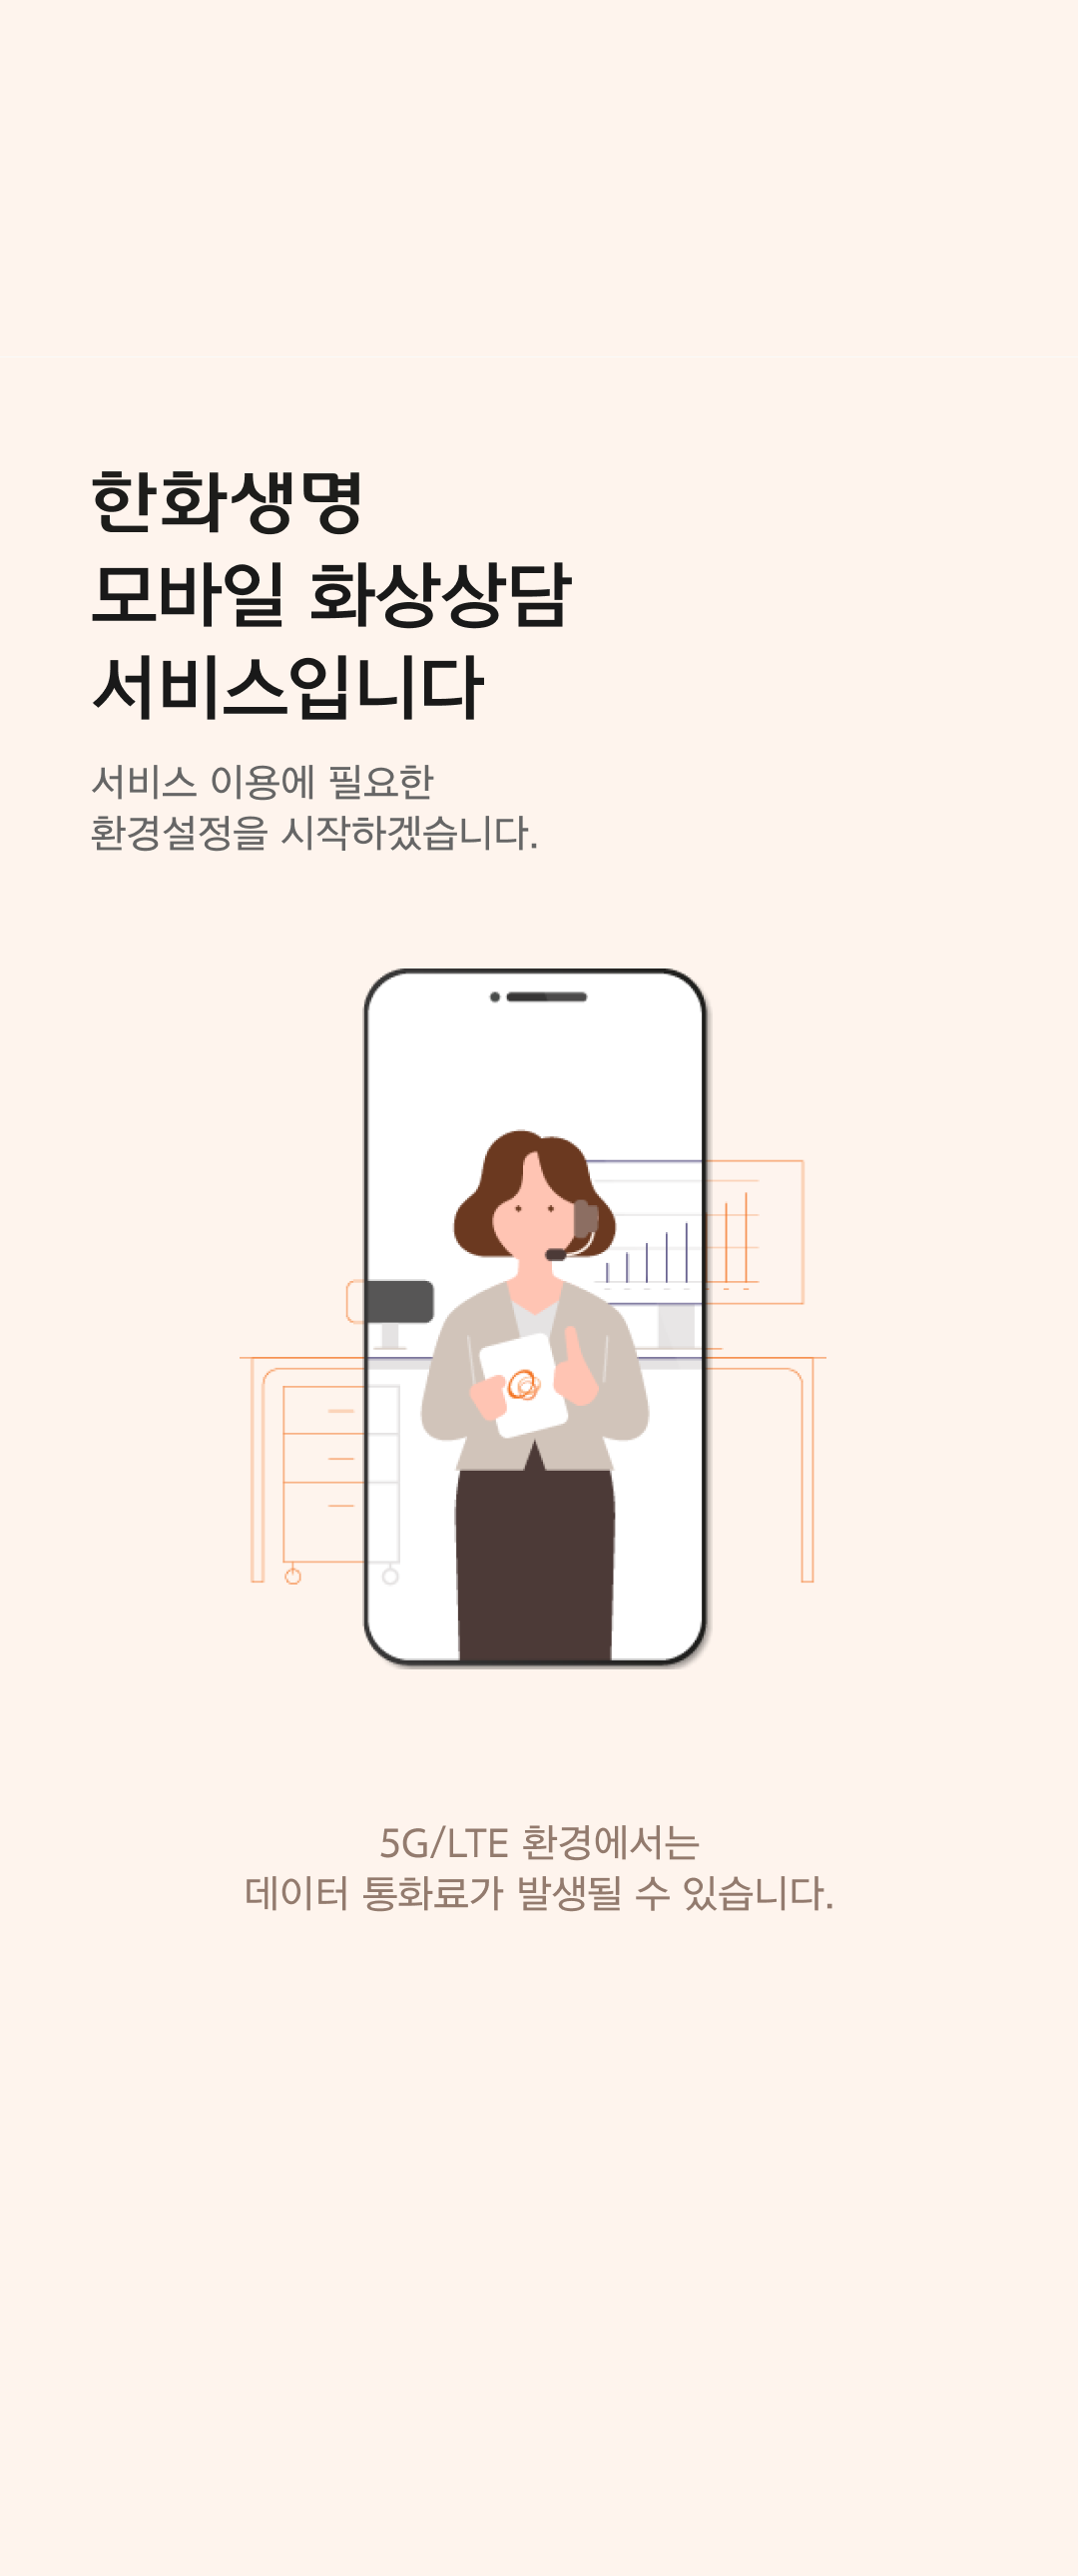 한화생명
모바일 화상상담
서비스입니다
서비스 이용에 필요한
환경설정을 시작하겠습니다.
5G/LTE 환경에서는
데이터 통화료가 발생될 수 있습니다.